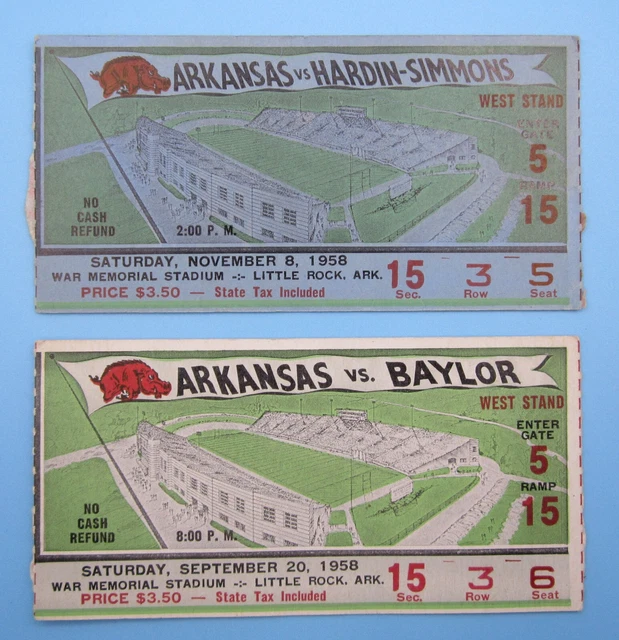 ARKANSAS VS HARDIN-SIMMONS
WEST STAND
ENTER
GATE
5
RAMP
15
NO
CASH
REFUND
2:00 P. M.
SATURDAY, NOVEMBER 8, 1958
WAR MEMORIAL STADIUM -:- LITTLE ROCK, ARK.
PRICE $3.50 — State Tax Included
15 3 5
Sec. Row Seat
ARKANSAS VS. BAYLOR
WEST STAND
ENTER
GATE
5
RAMP
15
NO
CASH
REFUND
8:00 P. M.
SATURDAY, SEPTEMBER 20, 1958
WAR MEMORIAL STADIUM -:- LITTLE ROCK, ARK.
PRICE $3.50 — State Tax Included
15 3 6
Sec. Row Seat